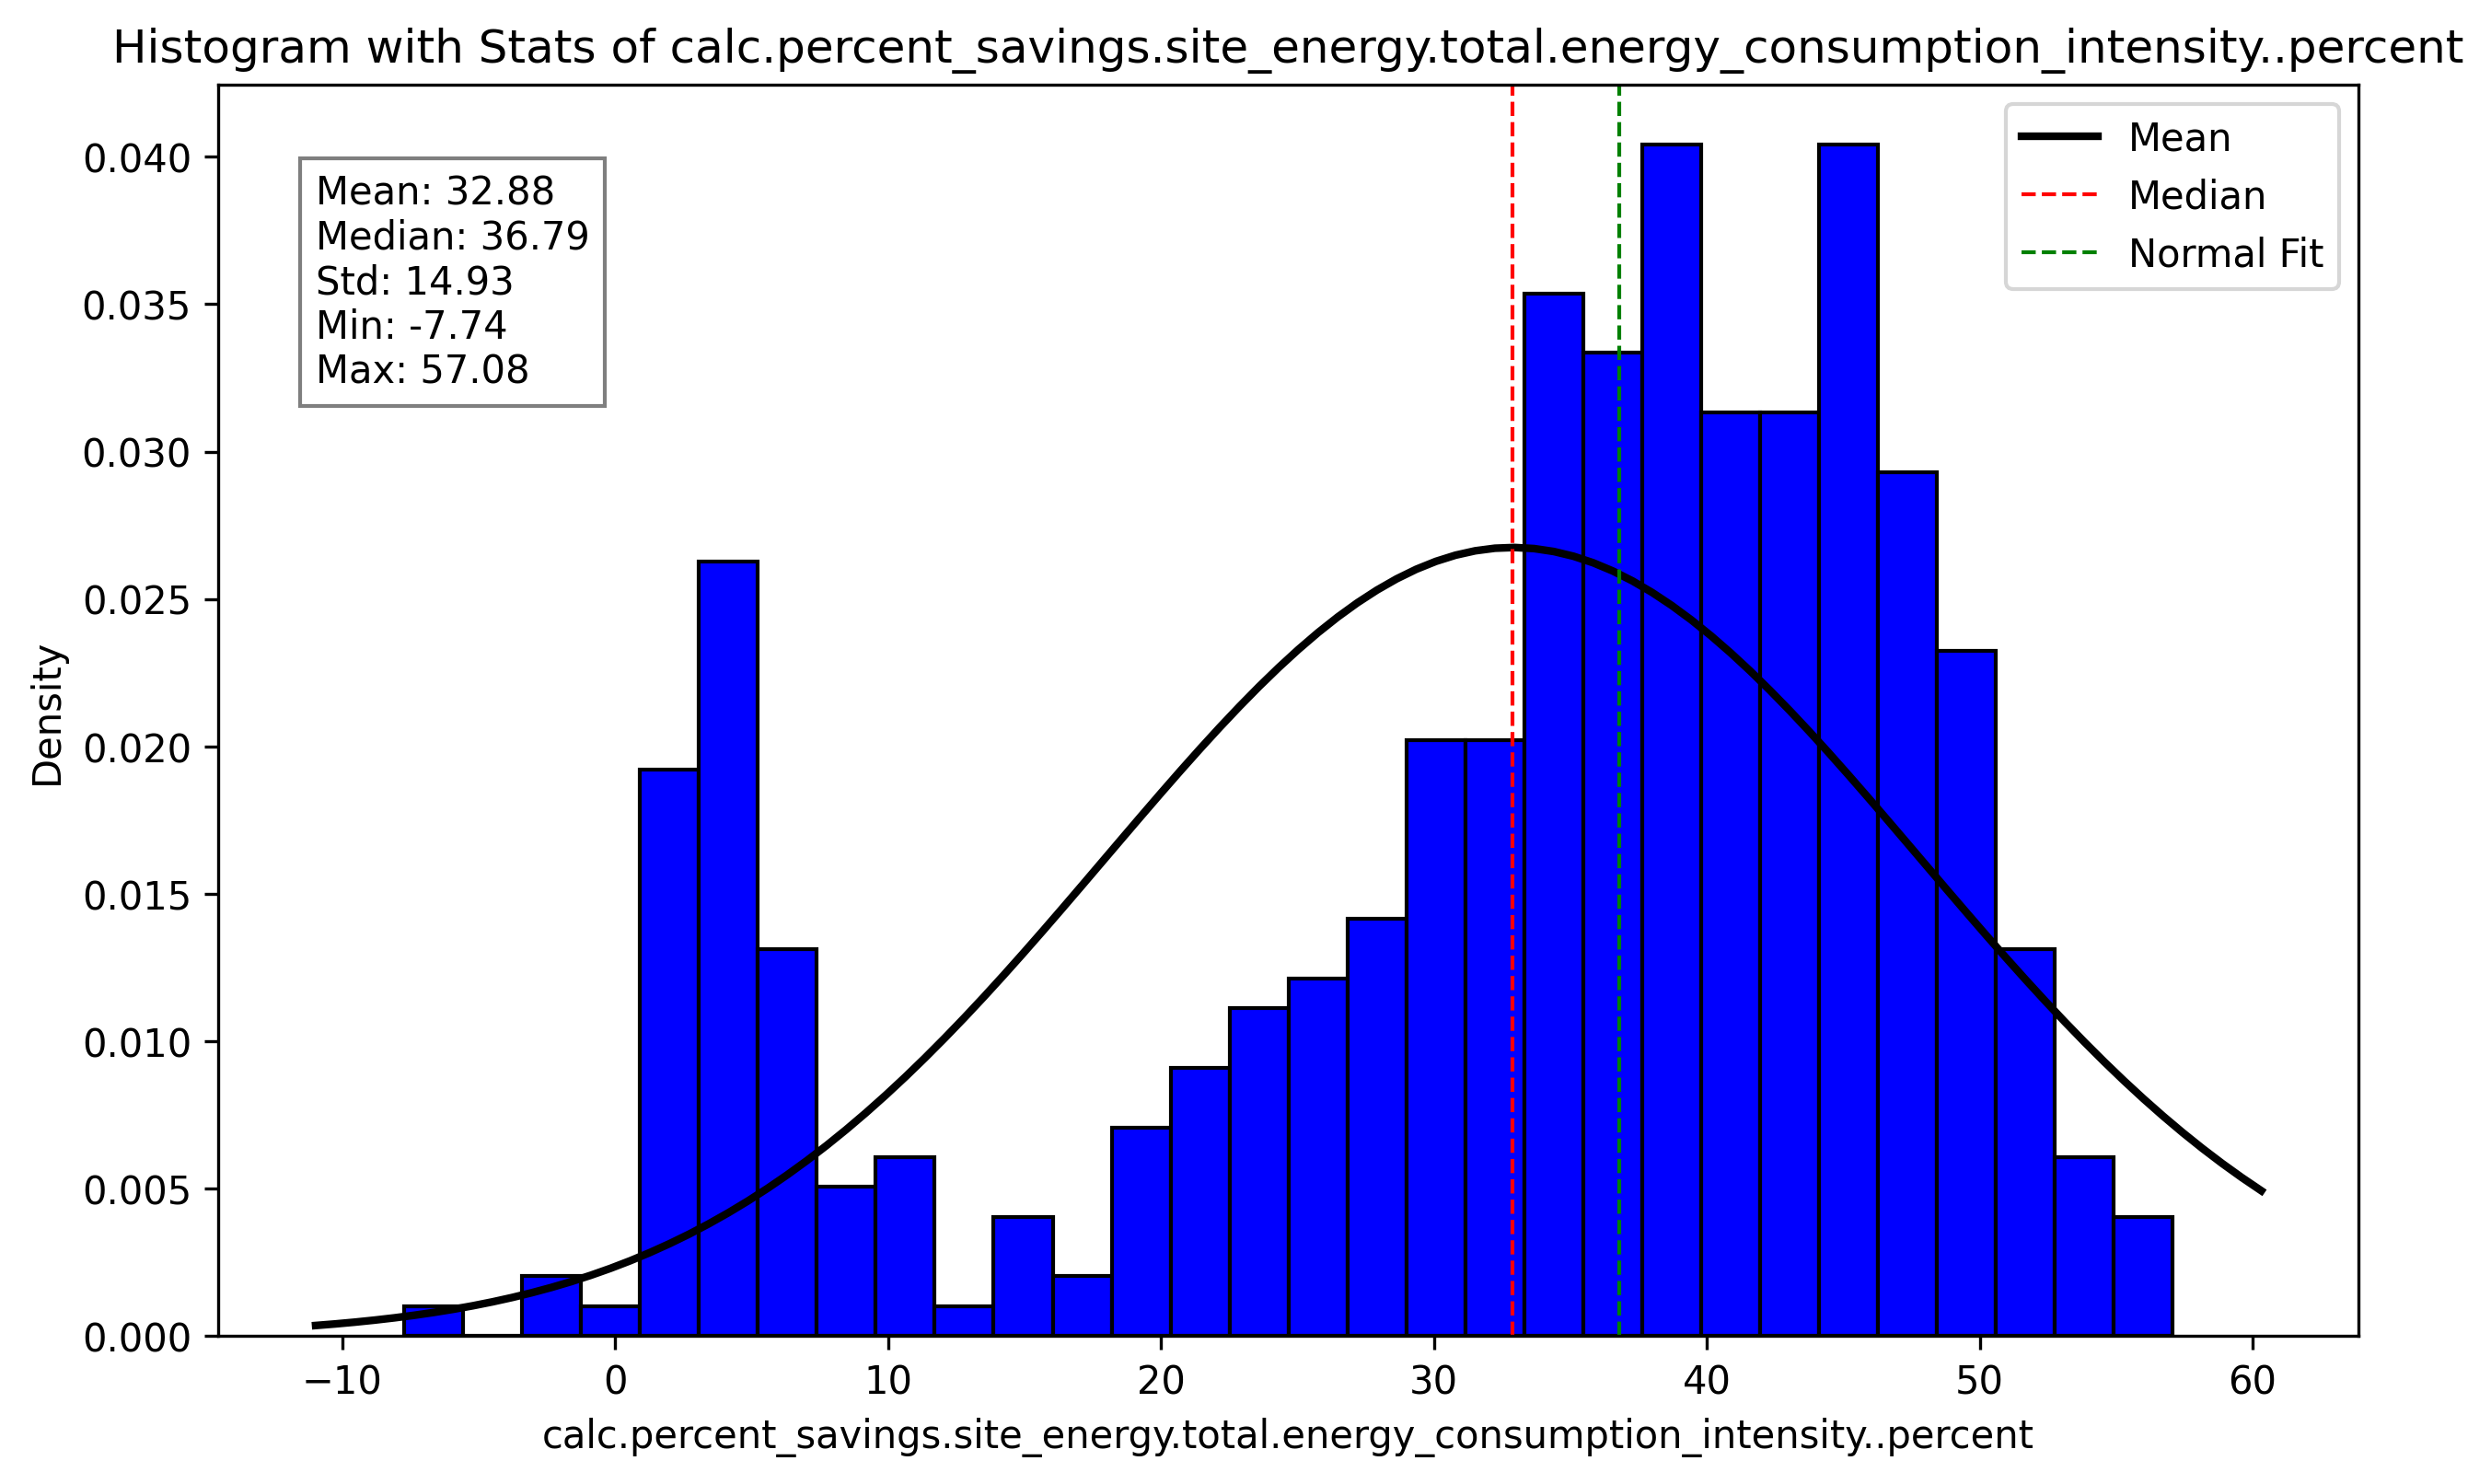 Histogram with Stats of calc.percent_savings.site_energy.total.energy_consumption_intensity..percent
Mean: 32.88
Median: 36.79
Std: 14.93
Min: -7.74
Max: 57.08
Mean
Median
Normal Fit
0.040
0.035
0.030
0.025
0.020
0.015
0.010
0.005
0.000
Density
−10
0
10
20
30
40
50
60
calc.percent_savings.site_energy.total.energy_consumption_intensity..percent